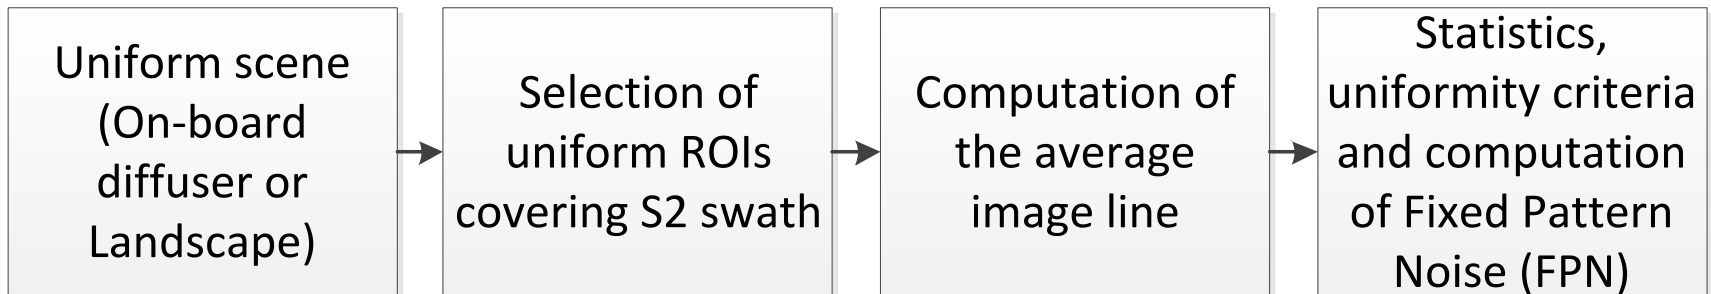 Uniform scene
(On-board
diffuser or
Landscape)
Selection of
uniform ROIs
covering S2 swath
Computation of
the average
image line
Statistics,
uniformity criteria
and computation
of Fixed Pattern
Noise (FPN)